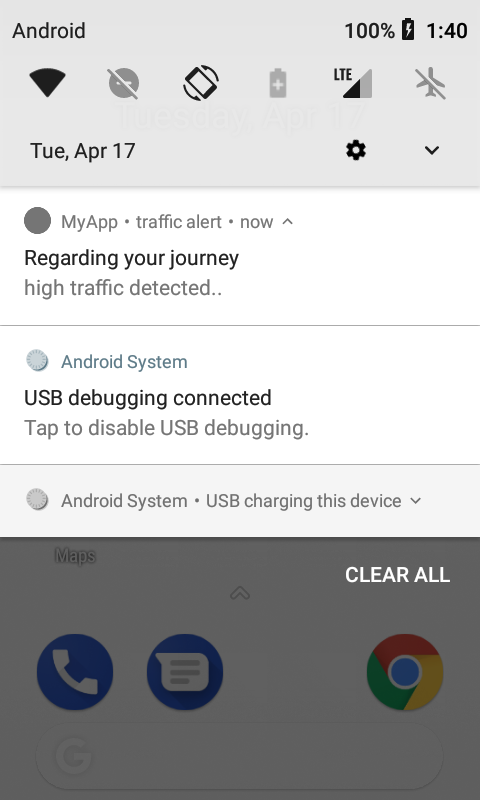 Android 100% 1:40
LTE
Tuesday, Apr 17
Tue, Apr 17
MyApp • traffic alert • now
Regarding your journey
high traffic detected..
Android System
USB debugging connected
Tap to disable USB debugging.
Android System • USB charging this device
Maps
CLEAR ALL
G